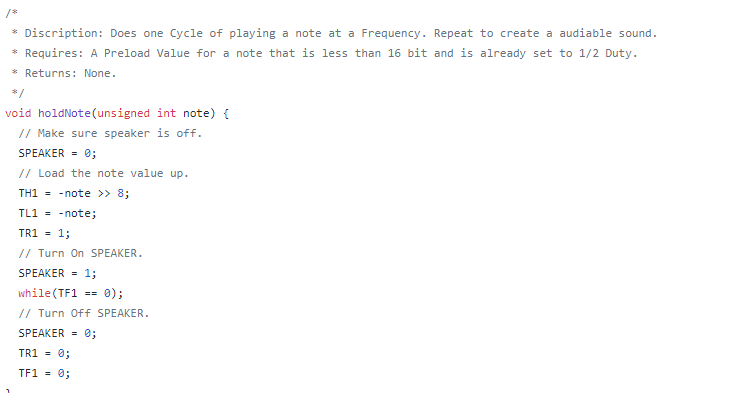 /*
 * Discription: Does one Cycle of playing a note at a Frequency. Repeat to create a audiable sound.
 * Requires: A Preload Value for a note that is less than 16 bit and is already set to 1/2 Duty.
 * Returns: None.
 */
void holdNote(unsigned int note) {
  // Make sure speaker is off.
  SPEAKER = 0;
  // Load the note value up.
  TH1 = -note >> 8;
  TL1 = -note;
  TR1 = 1;
  // Turn On SPEAKER.
  SPEAKER = 1;
  while(TF1 == 0);
  // Turn Off SPEAKER.
  SPEAKER = 0;
  TR1 = 0;
  TF1 = 0;